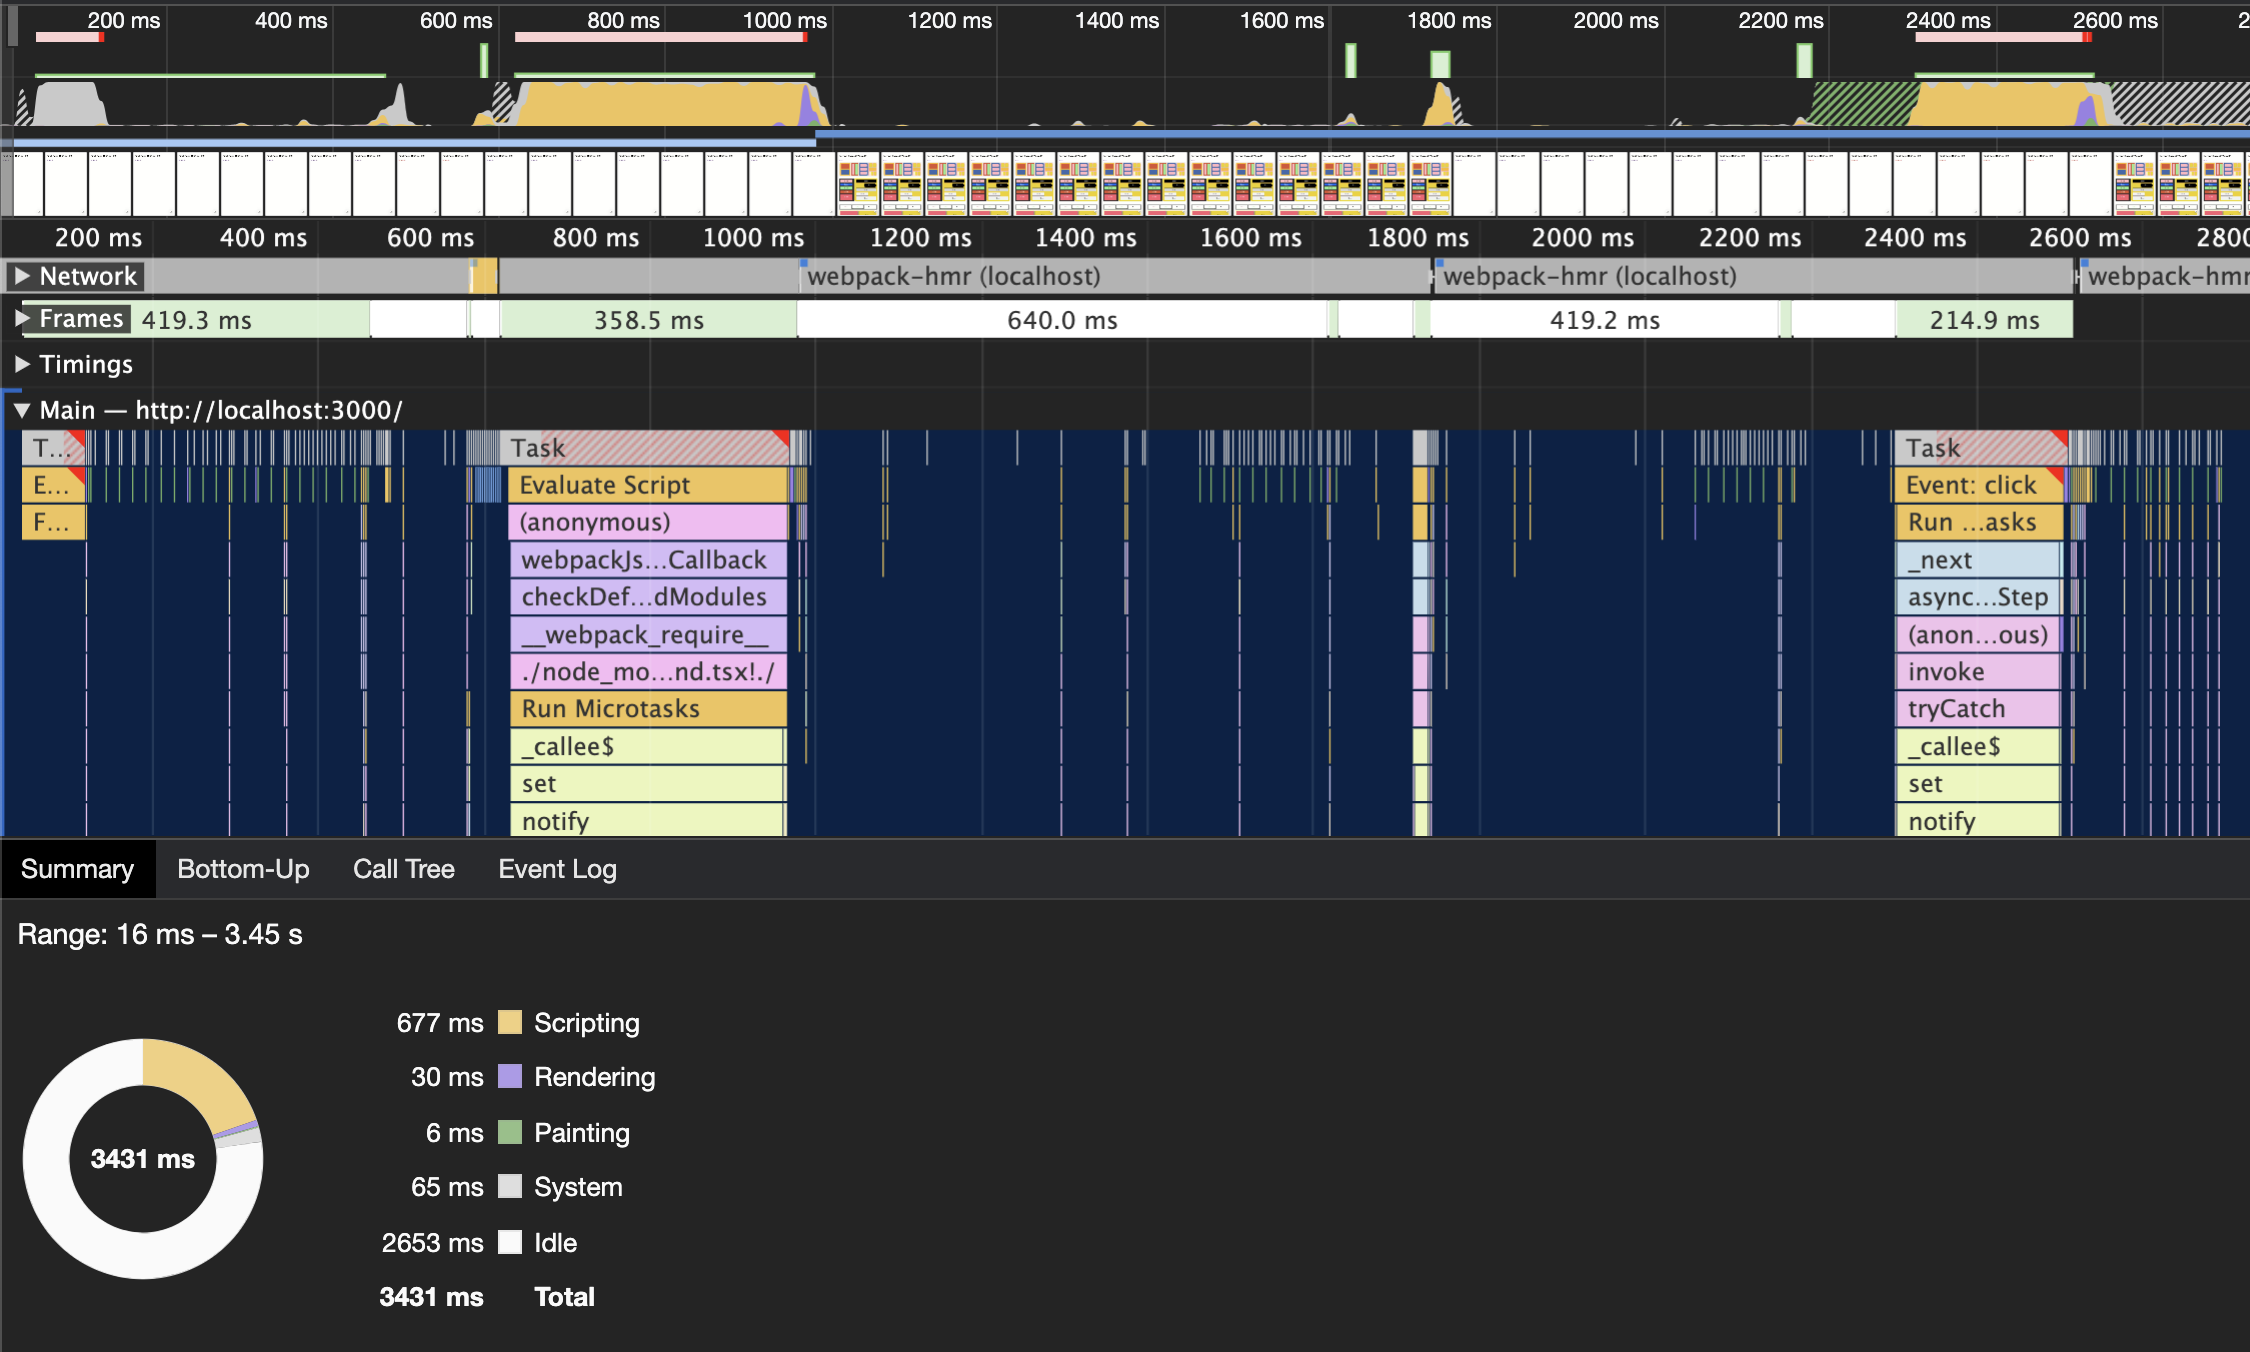 200 ms 400 ms 600 ms 800 ms 1000 ms 1200 ms 1400 ms 1600 ms 1800 ms 2000 ms 2200 ms 2400 ms 2600 ms 2
200 ms 400 ms 600 ms 800 ms 1000 ms 1200 ms 1400 ms 1600 ms 1800 ms 2000 ms 2200 ms 2400 ms 2600 ms 2800
Network webpack-hmr (localhost) webpack-hmr (localhost) webpack-hmr
Frames 419.3 ms 358.5 ms 640.0 ms 419.2 ms 214.9 ms
Timings
Main — http://localhost:3000/
T... Task Task
E... Evaluate Script Event: click
F... (anonymous) Run ...asks
webpackJs...Callback _next
checkDef...dModules async...Step
__webpack_require__ (anon...ous)
./node_mo...nd.tsx!./ invoke
Run Microtasks tryCatch
_callee$ _callee$
set set
notify notify
Summary Bottom-Up Call Tree Event Log
Range: 16 ms – 3.45 s
677 ms Scripting
30 ms Rendering
6 ms Painting
3431 ms
65 ms System
2653 ms Idle
3431 ms Total